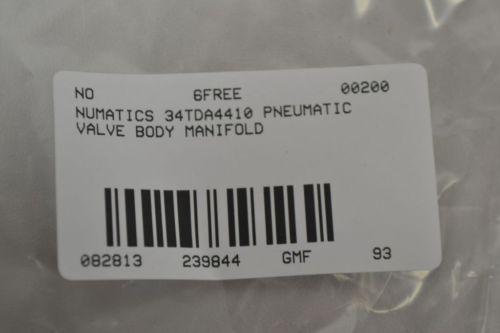 NO 6FREE 00200
NUMATICS 34TDA4410 PNEUMATIC
VALVE BODY MANIFOLD
082813 239844 GMF 93